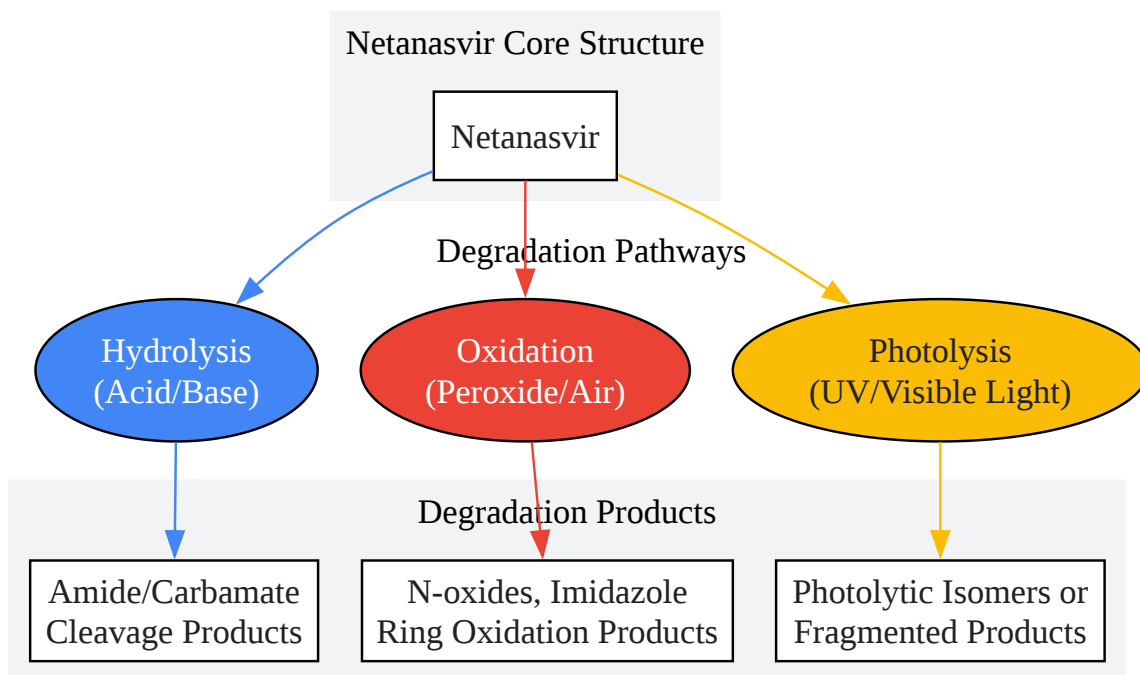 Netanasvir Core Structure
Netanasvir
Degradation Pathways
Hydrolysis
(Acid/Base)
Oxidation
(Peroxide/Air)
Photolysis
(UV/Visible Light)
Degradation Products
Amide/Carbamate
Cleavage Products
N-oxides, Imidazole
Ring Oxidation Products
Photolytic Isomers or
Fragmented Products